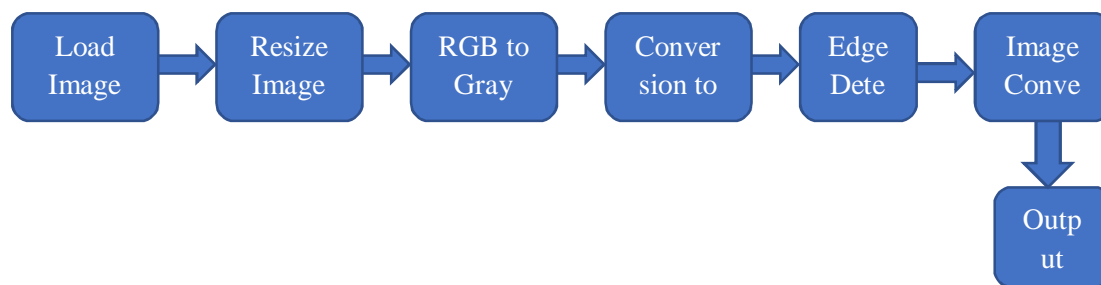 Load
Image
Resize
Image
RGB to
Gray
Conver
sion to
Edge
Dete
Image
Conve
Outp
ut